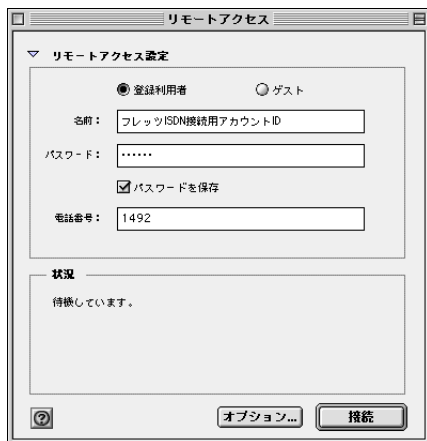 リモートアクセス
リモートアクセス設定
登録利用者 ゲスト
名前： フレッツISDN接続用アカウントID
パスワード： ••••••
パスワードを保存
電話番号： 1492
状況
待機しています。
オプション... 接続